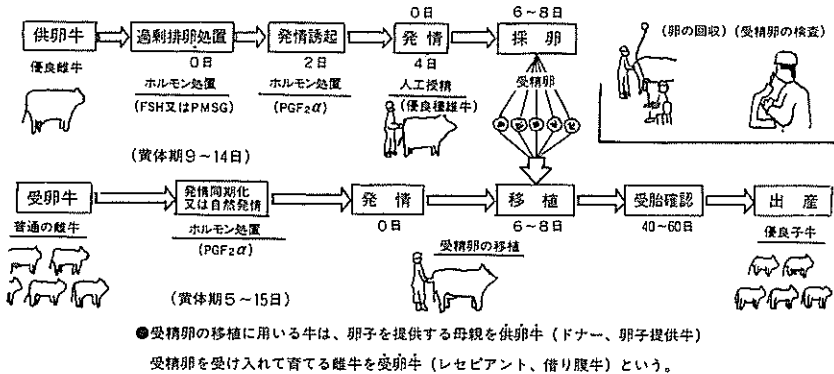 0日
6～8日
供卵牛
過剰排卵処置
発情誘起
発情
採卵
(卵の回収)
(受精卵の検査)
優良雌牛
0日
2日
4日
ホルモン処置
(FSH又はPMSG)
ホルモン処置
(PGF₂α)
人工授精
(優良種雄牛)
受精卵
(黄体期9～14日)
受卵牛
発情同期化
又は自然発情
発情
移植
受胎確認
出産
普通の雌牛
ホルモン処置
(PGF₂α)
0日
6～8日
40～60日
優良子牛
受精卵の移植
(黄体期5～15日)
●受精卵の移植に用いる牛は、卵子を提供する母親を供卵牛(ドナー、卵子提供牛)
受精卵を受け入れて育てる雌牛を受卵牛(レセピアント、借り腹牛)という。